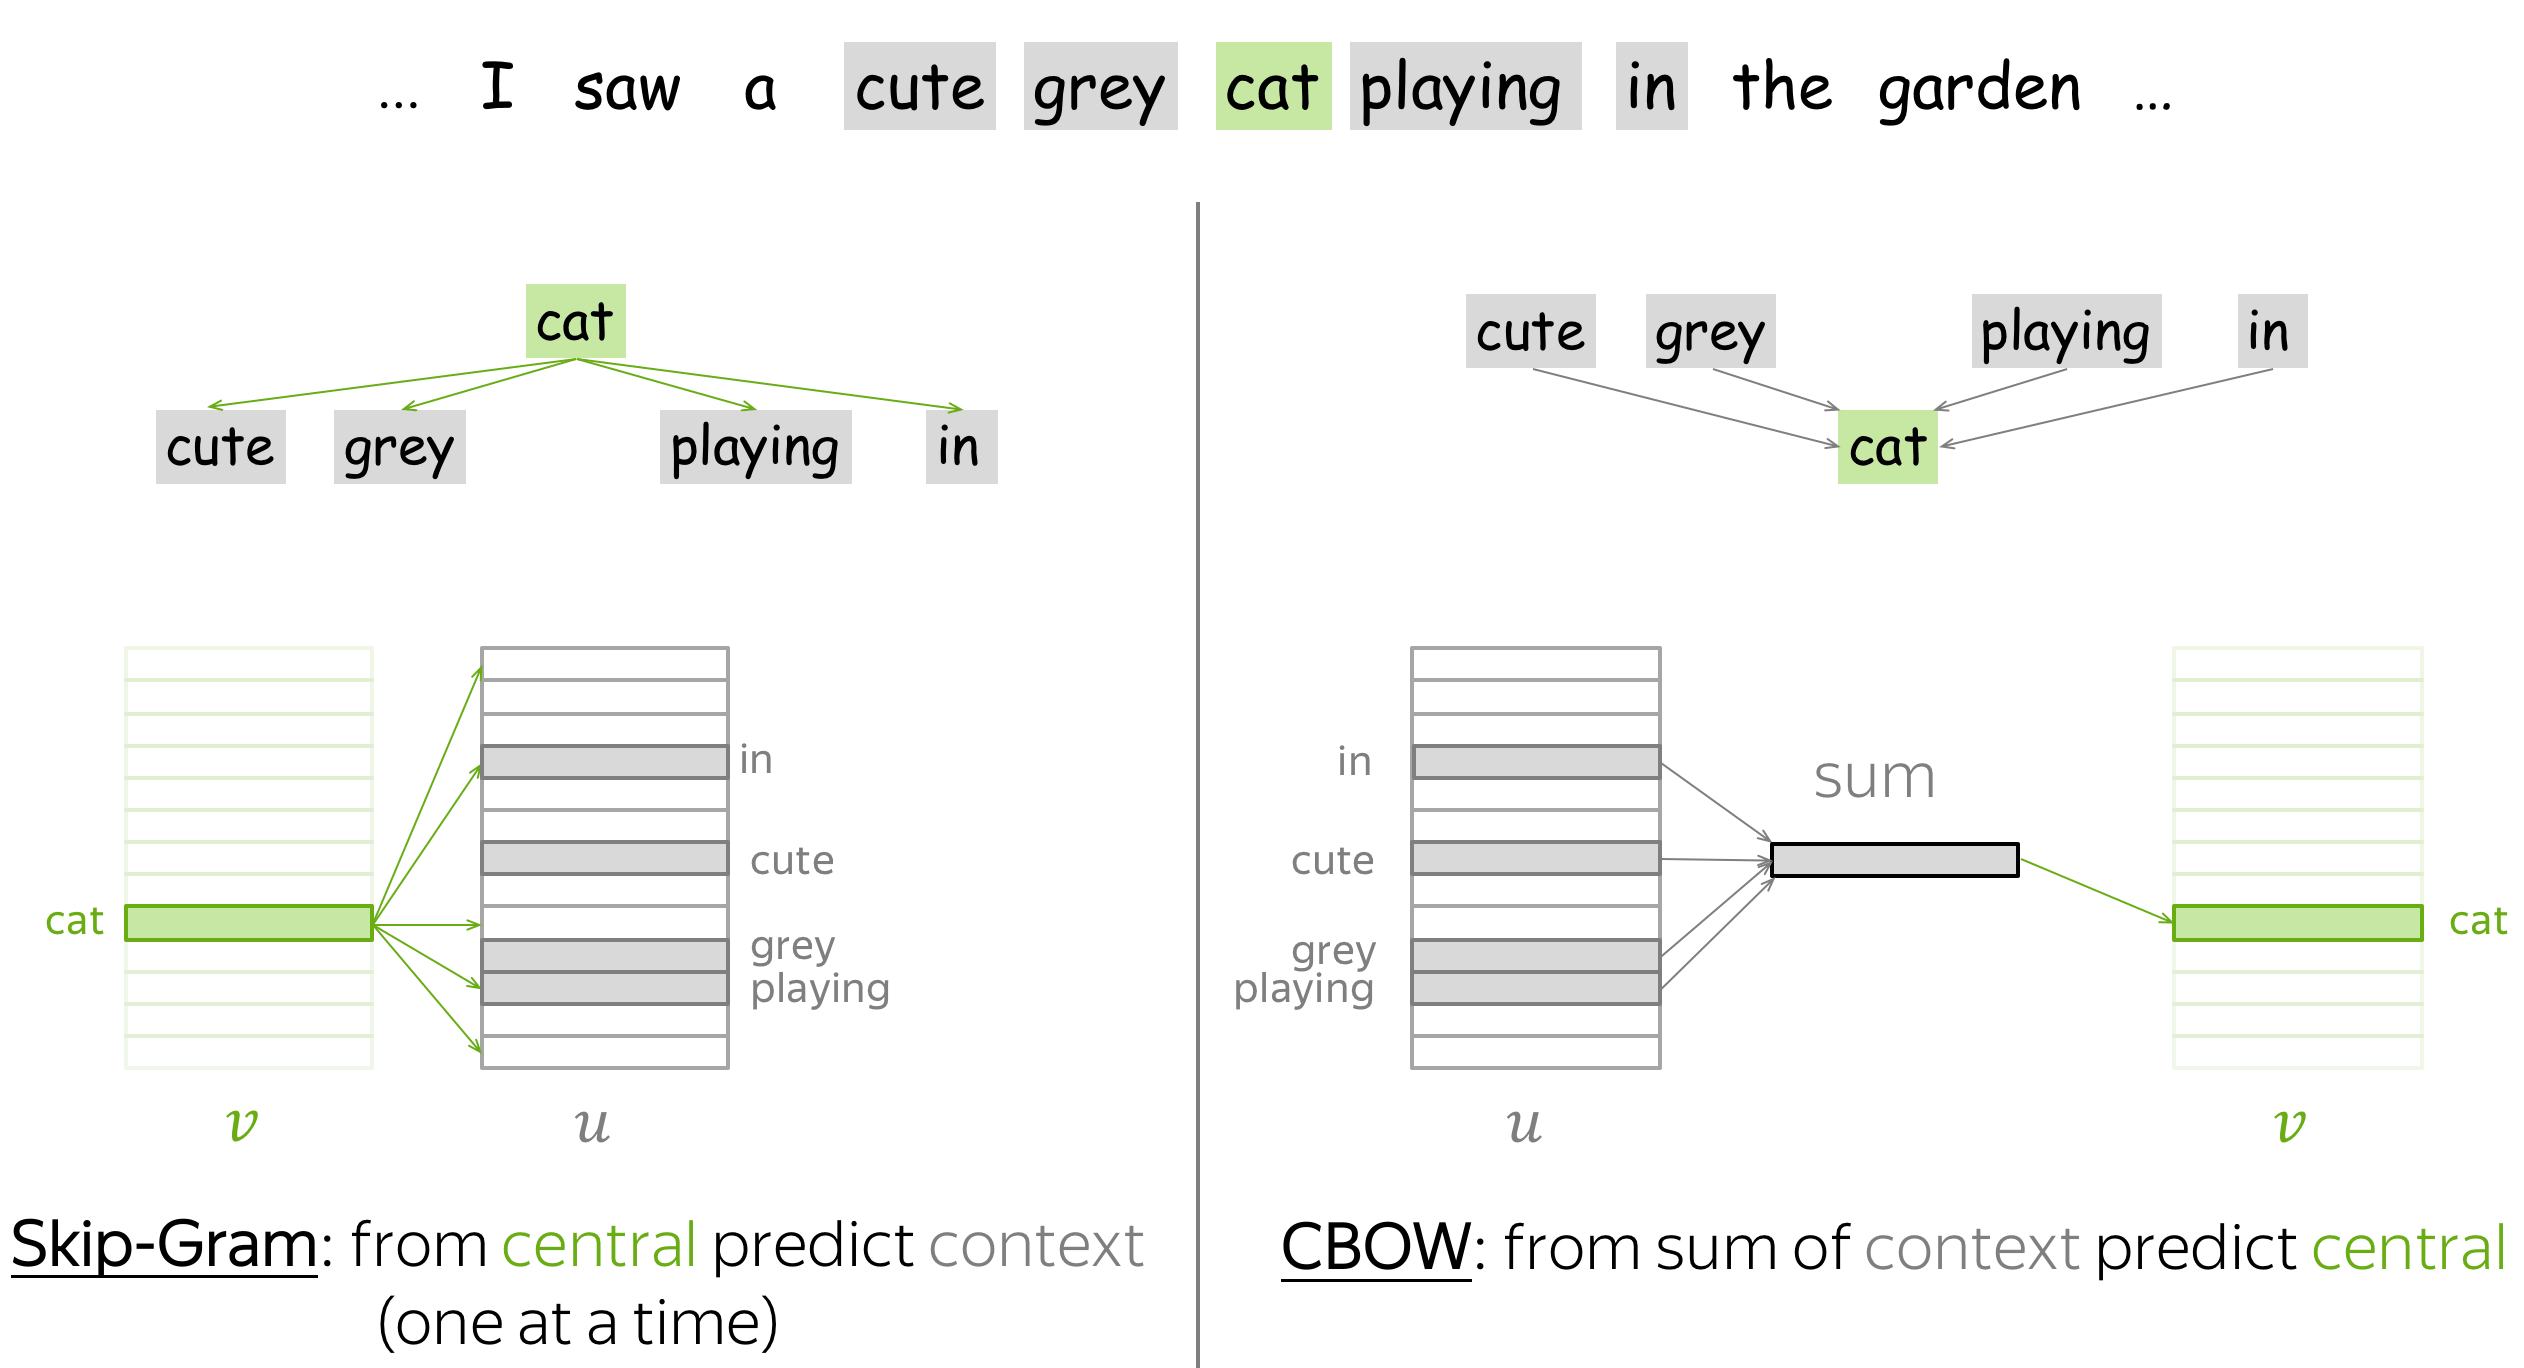 ... I saw a cute grey cat playing in the garden ...
cat
cute grey playing in
cute grey playing in
cat
in
cute
cat
grey
playing
v u
in
sum
cute
cat
grey
playing
u v
Skip-Gram: from central predict context
(one at a time)
CBOW: from sum of context predict central